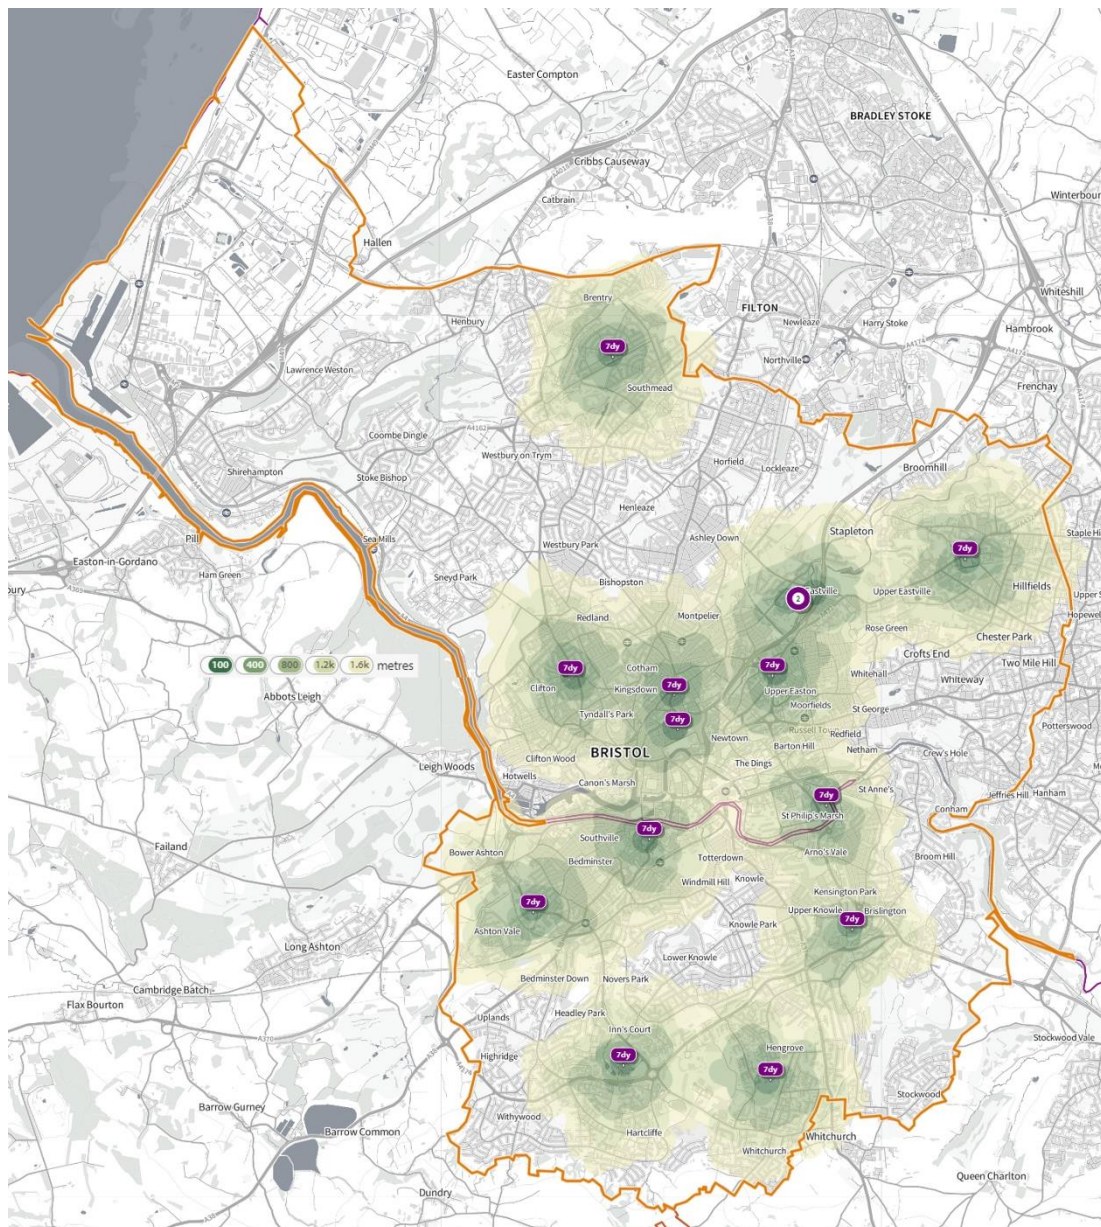 Easter Compton
BRADLEY STOKE
Cribbs Causeway
Catbrain
Hallen
Brentry
FILTON
Whiteshill
Newleaze
Harry Stoke
Hambrook
Henbury
7dy
Northville
A4174
A4174
Lawrence Weston
Southmead
Frenchay
Coombe Dingle
A4162
Westbury on Trym
Horfield
Lockleaze
Broomhill
Shirehampton
Stoke Bishop
Henleaze
Stapleton
Pill
Sea Mills
Westbury Park
Ashley Down
7dy
Easton-in-Gordano
Ham Green
Sneyd Park
Bishopston
Hillfields
2
Upper Eastville
Redland
Montpelier
Rose Green
Chester Park
Crofts End
100 400 800 1.2k 1.6k metres
7dy
Cotham
7dy
Whitehall
Two Mile Hill
Whiteway
Clifton
Kingsdown
7dy
Upper Easton
Abbots Leigh
Moorfields
Tyndall's Park
7dy
St George
Potterswood
Newtown
Redfield
BRISTOL
Barton Hill
Netham
Crew's Hole
Leigh Woods
Clifton Wood
The Dings
Hotwells
Canon's Marsh
St Anne's
Jeffries Hill
Hanham
7dy
Conham
St Philip's Marsh
7dy
Southville
Failand
Bower Ashton
Bedminster
Totterdown
Arno's Vale
Broom Hill
Windmill Hill
Knowle
Kensington Park
7dy
Upper Knowle
Brislington
Knowle Park
7dy
Ashton Vale
Long Ashton
Lower Knowle
Bedminster Down
Novers Park
Cambridge Batch
Flax Bourton
Uplands
Headley Park
A370
Inn's Court
Stockwood Vale
Highridge
7dy
Hengrove
7dy
Stockwood
Barrow Gurney
Withywood
Barrow Common
Hartcliffe
Whitchurch
Whitchurch
Dundry
Queen Charlton
A38